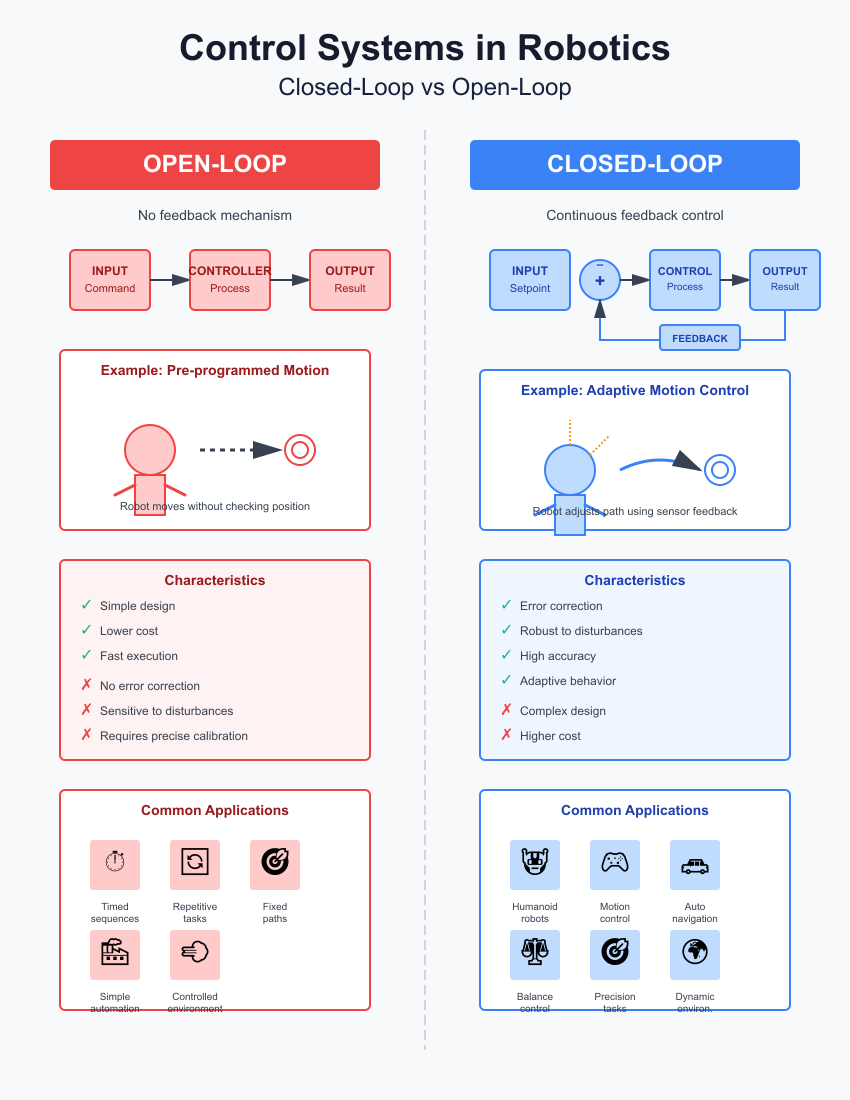 Control Systems in Robotics
Closed-Loop vs Open-Loop
OPEN-LOOP
No feedback mechanism
INPUT
Command
CONTROLLER
Process
OUTPUT
Result
Example: Pre-programmed Motion
Robot moves without checking position
Characteristics
✓ Simple design
✓ Lower cost
✓ Fast execution
✗ No error correction
✗ Sensitive to disturbances
✗ Requires precise calibration
Common Applications
Timed
sequences
Repetitive
tasks
Fixed
paths
Simple
automation
Controlled
environment
CLOSED-LOOP
Continuous feedback control
INPUT
Setpoint
−
+
CONTROL
Process
OUTPUT
Result
FEEDBACK
Example: Adaptive Motion Control
Robot adjusts path using sensor feedback
Characteristics
✓ Error correction
✓ Robust to disturbances
✓ High accuracy
✓ Adaptive behavior
✗ Complex design
✗ Higher cost
Common Applications
Humanoid
robots
Motion
control
Auto
navigation
Balance
control
Precision
tasks
Dynamic
environ.